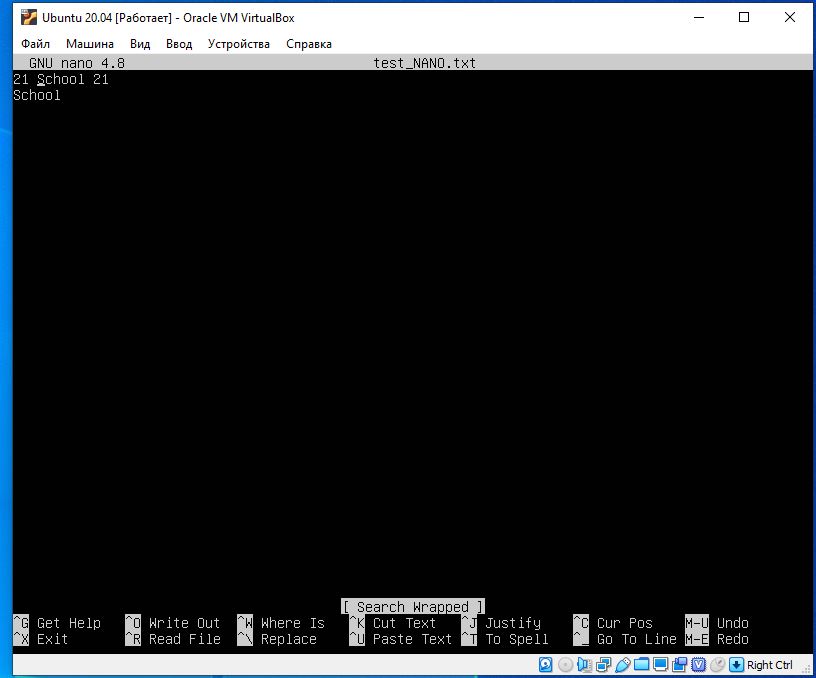 Ubuntu 20.04 [Работает] - Oracle VM VirtualBox
Файл Машина Вид Ввод Устройства Справка
GNU nano 4.8 test_NANO.txt
21 School 21
School
[ Search Wrapped ]
^G Get Help ^O Write Out ^W Where Is ^K Cut Text ^J Justify ^C Cur Pos M-U Undo
^X Exit ^R Read File ^\ Replace ^U Paste Text ^T To Spell ^_ Go To Line M-E Redo
Right Ctrl